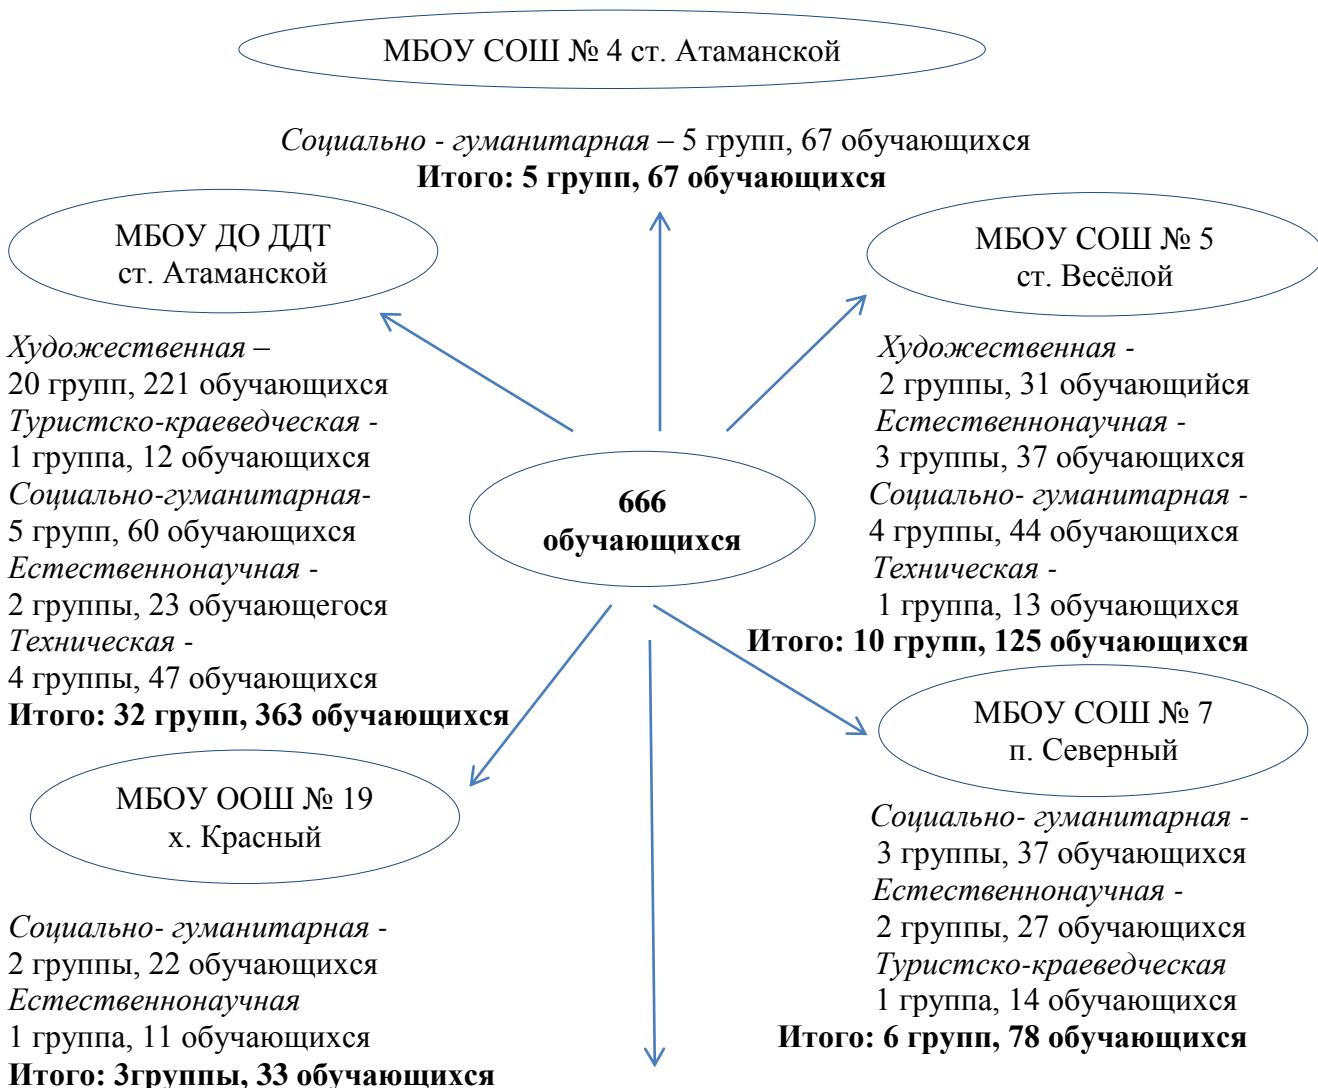 МБОУ СОШ № 4 ст. Атаманской
Социально - гуманитарная – 5 групп, 67 обучающихся
Итого: 5 групп, 67 обучающихся
МБОУ ДО ДДТ
ст. Атаманской
Художественная –
20 групп, 221 обучающихся
Туристско-краеведческая -
1 группа, 12 обучающихся
Социально-гуманитарная-
5 групп, 60 обучающихся
Естественнонаучная -
2 группы, 23 обучающегося
Техническая -
4 группы, 47 обучающихся
Итого: 32 групп, 363 обучающихся
МБОУ СОШ № 5
ст. Весёлой
Художественная -
2 группы, 31 обучающийся
Естественнонаучная -
3 группы, 37 обучающихся
Социально- гуманитарная -
4 группы, 44 обучающихся
Техническая -
1 группа, 13 обучающихся
Итого: 10 групп, 125 обучающихся
666
обучающихся
МБОУ ООШ № 19
х. Красный
Социально- гуманитарная -
2 группы, 22 обучающихся
Естественнонаучная
1 группа, 11 обучающихся
Итого: 3группы, 33 обучающихся
МБОУ СОШ № 7
п. Северный
Социально- гуманитарная -
3 группы, 37 обучающихся
Естественнонаучная -
2 группы, 27 обучающихся
Туристско-краеведческая
1 группа, 14 обучающихся
Итого: 6 групп, 78 обучающихся